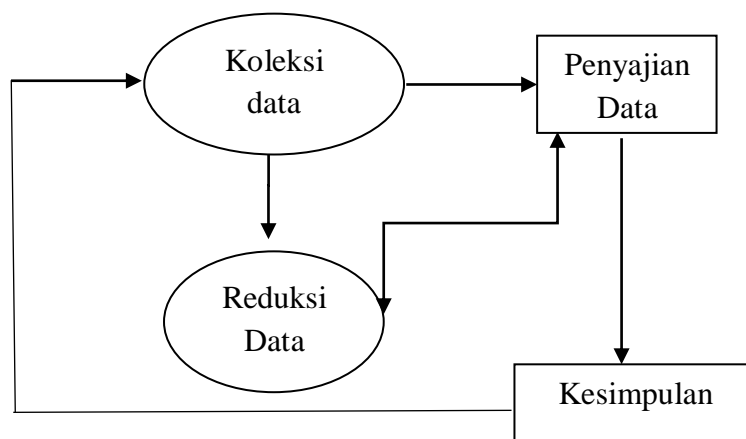 Koleksi
data
Penyajian
Data
Reduksi
Data
Kesimpulan